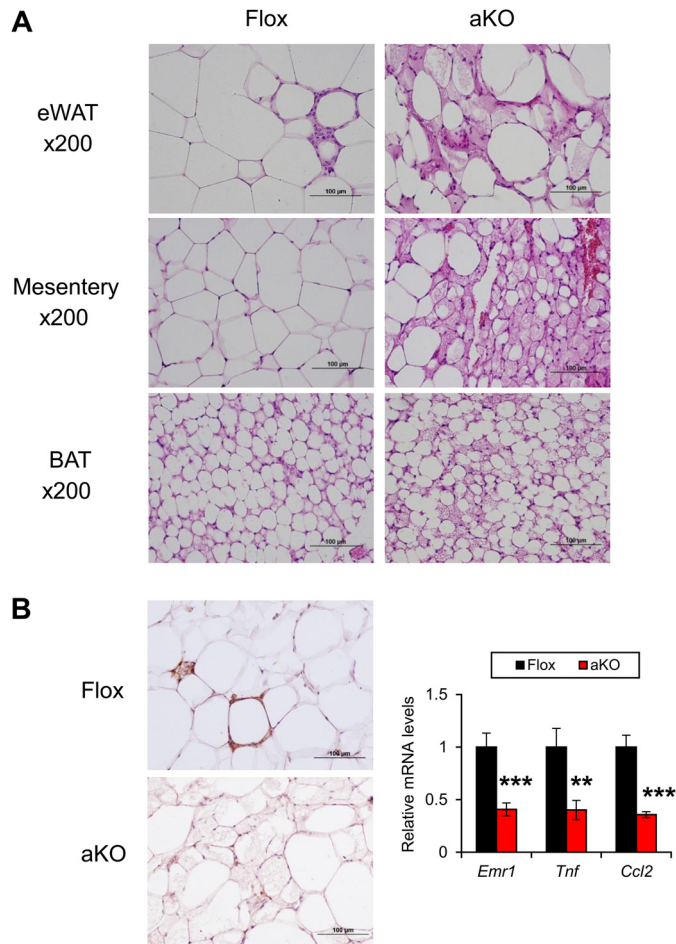 A
Flox
aKO
eWAT
x200
100 µm
100 µm
Mesentery
x200
100 µm
100 µm
BAT
x200
100 µm
100 µm
B
Flox
100 µm
aKO
100 µm
Flox aKO
Relative mRNA levels
1.5
1
0.5
0
***
**
***
Emr1 Tnf Ccl2